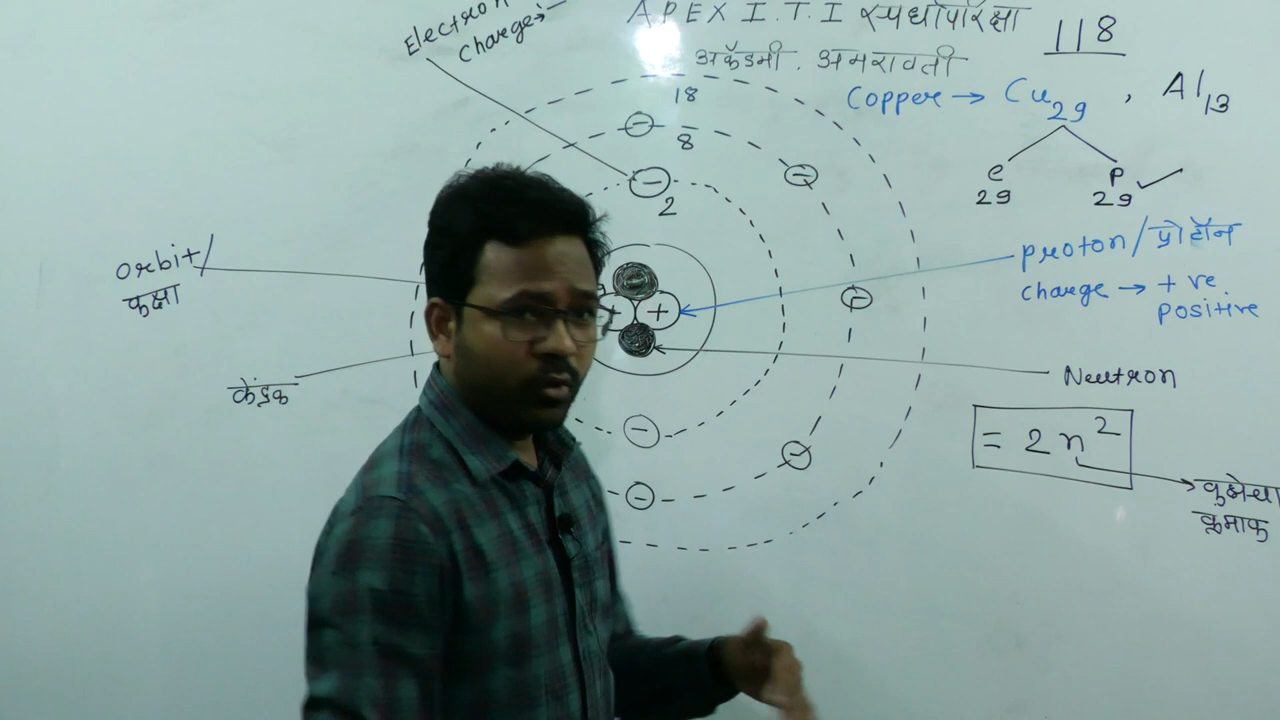 APEX I.T.I स्पर्धापरिक्षा
अकॅडमी. अमरावती
118
Electron
charge→ -
18
8
2
Copper → Cu29 , Al13
e P
29 29 ✓
orbit/
कक्षा
केंद्रक
proton/प्रोटॉन
charge → +ve.
positive
Neutron
= 2n²
कक्षेचा
क्रमांक